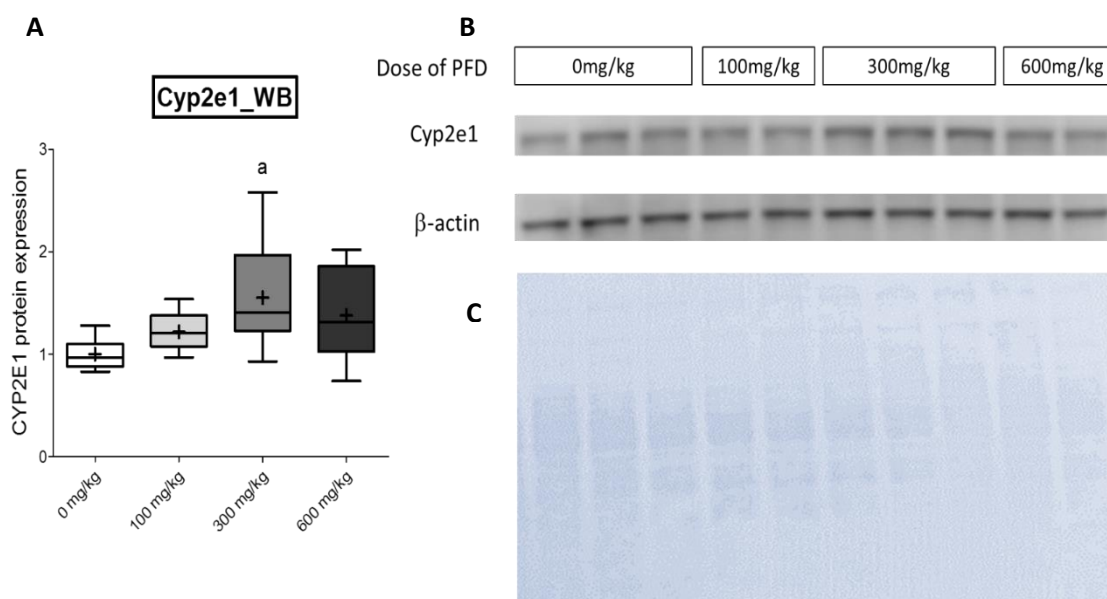 A
Cyp2e1_WB
CYP2E1 protein expression
3
2
1
0
a
0 mg/kg
100 mg/kg
300 mg/kg
600 mg/kg
B
Dose of PFD
0mg/kg
100mg/kg
300mg/kg
600mg/kg
Cyp2e1
β-actin
C